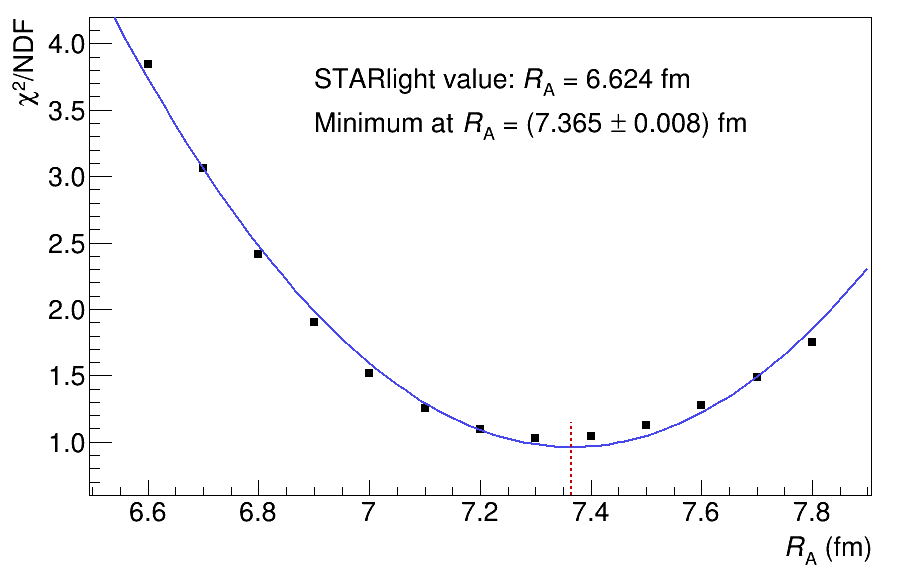 χ²/NDF
4.0
3.5
3.0
2.5
2.0
1.5
1.0
STARlight value: R_A = 6.624 fm
Minimum at R_A = (7.365 ± 0.008) fm
6.6 6.8 7 7.2 7.4 7.6 7.8
R_A (fm)